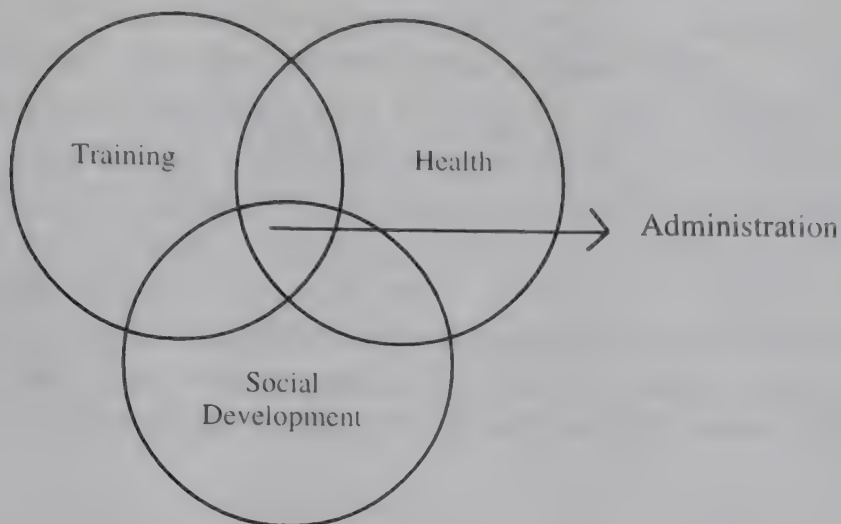 Training
Health
Administration
Social
Development